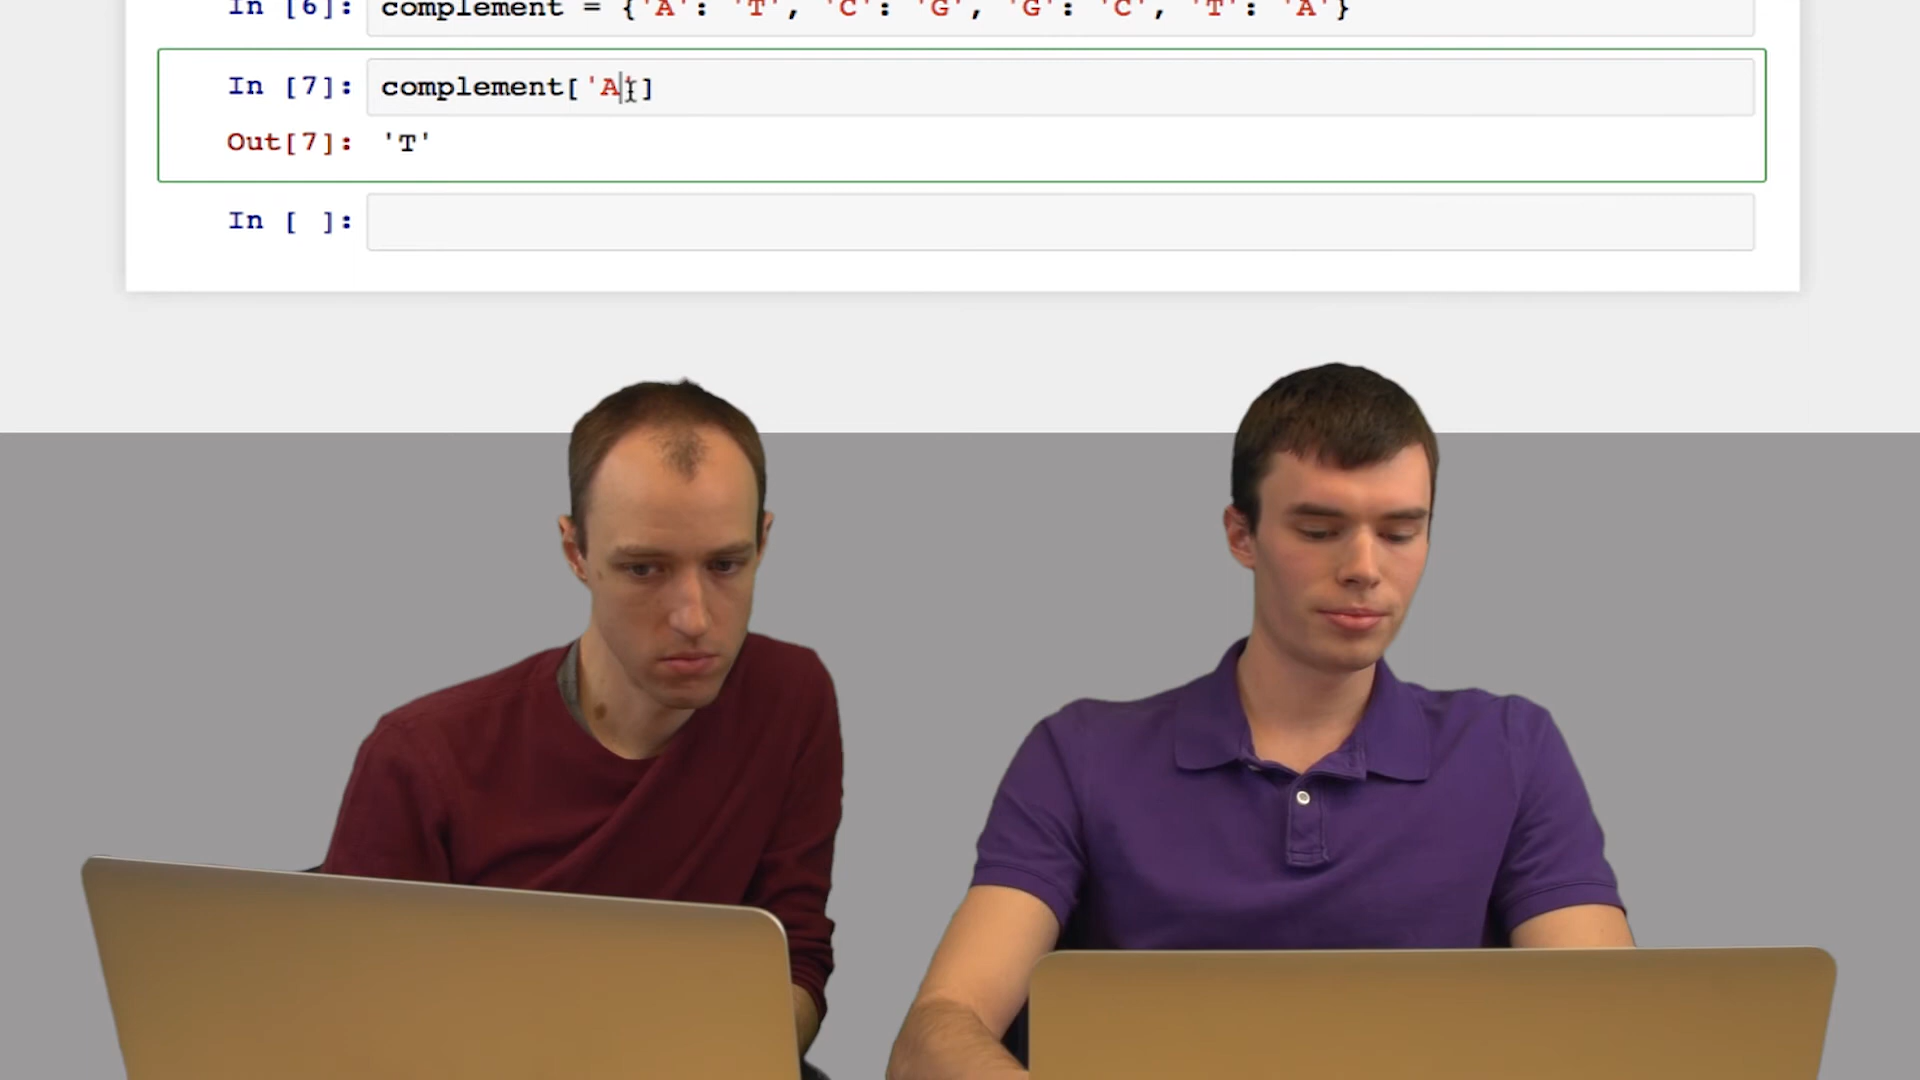 In [6]: complement = {'A': 'T', 'C': 'G', 'G': 'C', 'T': 'A'}
In [7]: complement['A']
Out[7]: 'T'
In [ ]: